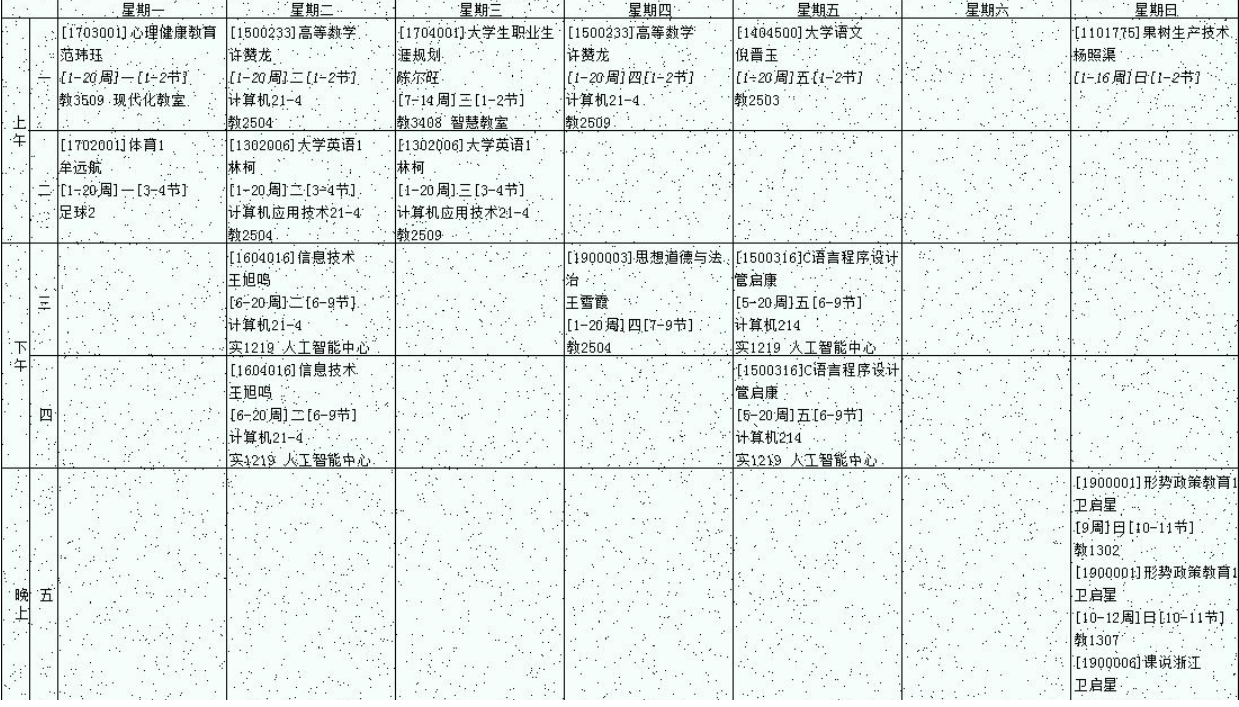 星期一 星期二 星期三 星期四 星期五 星期六 星期日
上午
一
[1703001]心理健康教育
范玮珏
[1-20周]一[1-2节]
教3509 现代化教室
[1500233]高等数学
许赞龙
[1-20周]二[1-2节]
计算机21-4
教2504
[1704001]大学生职业生
涯规划
陈尔旺
[7-14周]三[1-2节]
教3408 智慧教室
[1500233]高等数学
许赞龙
[1-20周]四[1-2节]
计算机21-4
教2509
[1404500]大学语文
倪晋玉
[1-20周]五[1-2节]
教2503
[1101775]果树生产技术
杨照渠
[1-16周]日[1-2节]
二
[1702001]体育1
牟远航
[1-20周]一[3-4节]
足球2
[1302006]大学英语1
林柯
[1-20周]二[3-4节]
计算机应用技术21-4
教2504
[1302006]大学英语1
林柯
[1-20周]三[3-4节]
计算机应用技术21-4
教2509
下午
三
[1604016]信息技术
王旭鸣
[6-20周]二[6-9节]
计算机21-4
实1219 人工智能中心
[1900003]思想道德与法
治
王雪霞
[1-20周]四[7-9节]
教2504
[1500316]C语言程序设计
管启康
[5-20周]五[6-9节]
计算机214
实1219 人工智能中心
四
[1604016]信息技术
王旭鸣
[6-20周]二[6-9节]
计算机21-4
实1219 人工智能中心
[1500316]C语言程序设计
管启康
[5-20周]五[6-9节]
计算机214
实1219 人工智能中心
晚上
五
[1900001]形势政策教育1
卫启星
[9周]日[10-11节]
教1302
[1900001]形势政策教育1
卫启星
[10-12周]日[10-11节]
教1307
[1900006]课说浙江
卫启星